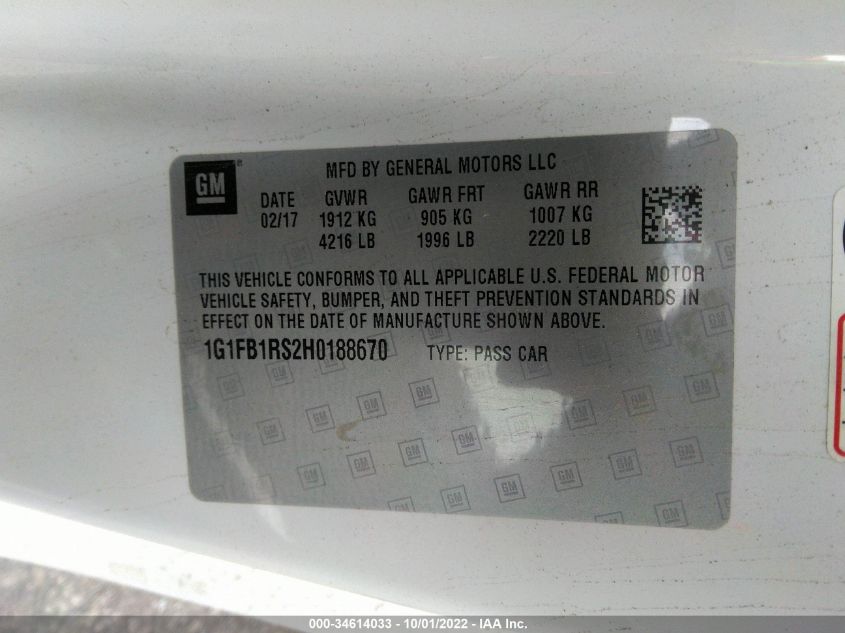 GM
MFD BY GENERAL MOTORS LLC
DATE GVWR GAWR FRT GAWR RR
02/17 1912 KG 905 KG 1007 KG
4216 LB 1996 LB 2220 LB
THIS VEHICLE CONFORMS TO ALL APPLICABLE U.S. FEDERAL MOTOR
VEHICLE SAFETY, BUMPER, AND THEFT PREVENTION STANDARDS IN
EFFECT ON THE DATE OF MANUFACTURE SHOWN ABOVE.
1G1FB1RS2H0188670 TYPE: PASS CAR
000-34614033 - 10/01/2022 - IAA Inc.